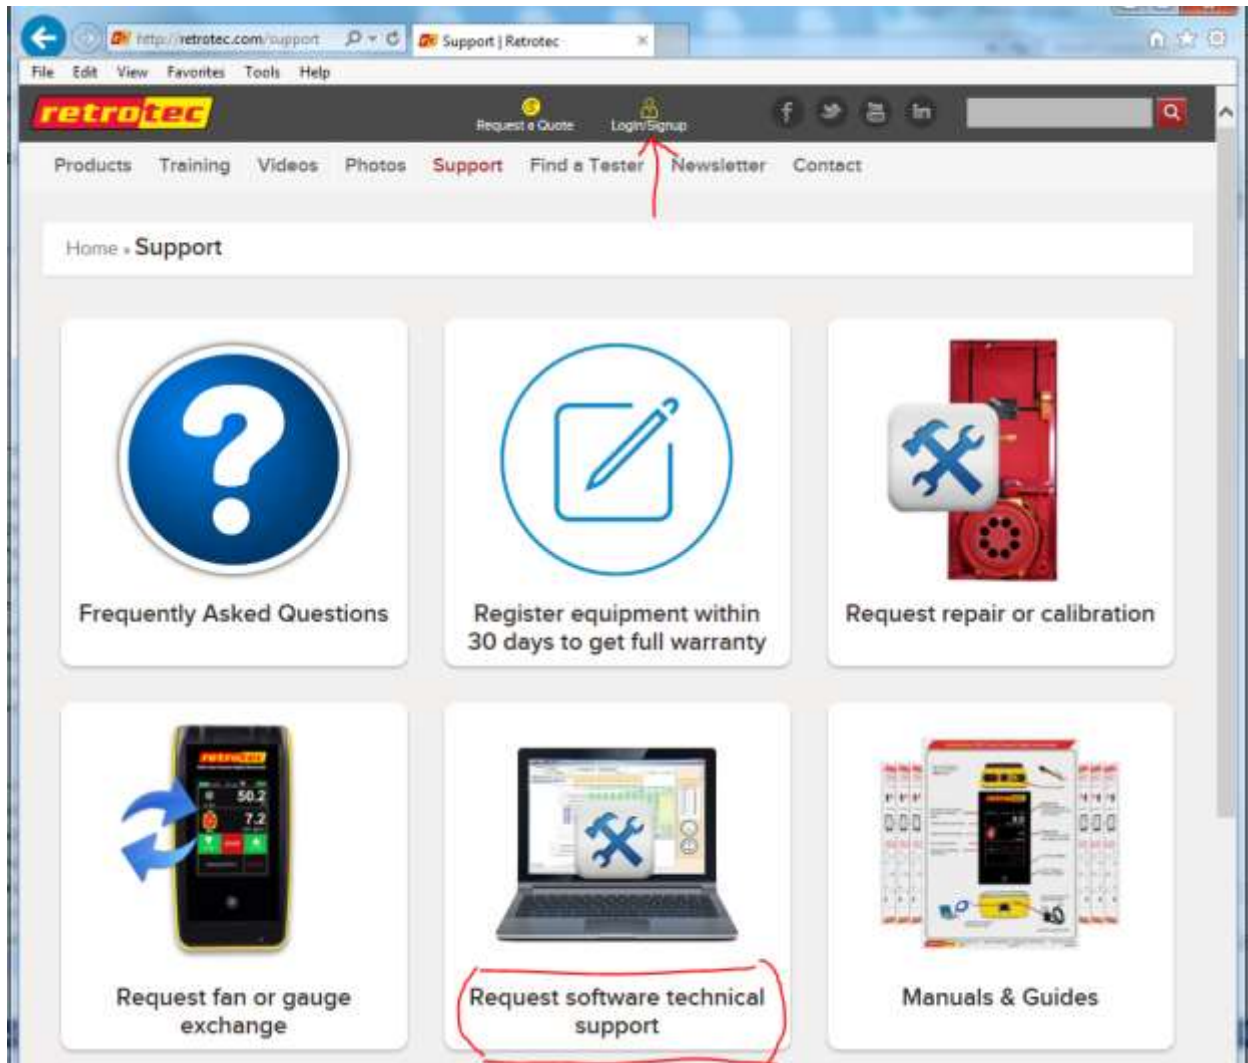 http://retrotec.com/support
Support | Retrotec
File Edit View Favorites Tools Help
retrotec
Request a Quote
Login/Signup
Products Training Videos Photos Support Find a Tester Newsletter Contact
Home » Support
Frequently Asked Questions
Register equipment within
30 days to get full warranty
Request repair or calibration
retrotec
50.2
7.2
Request fan or gauge
exchange
Request software technical
support
Manuals & Guides